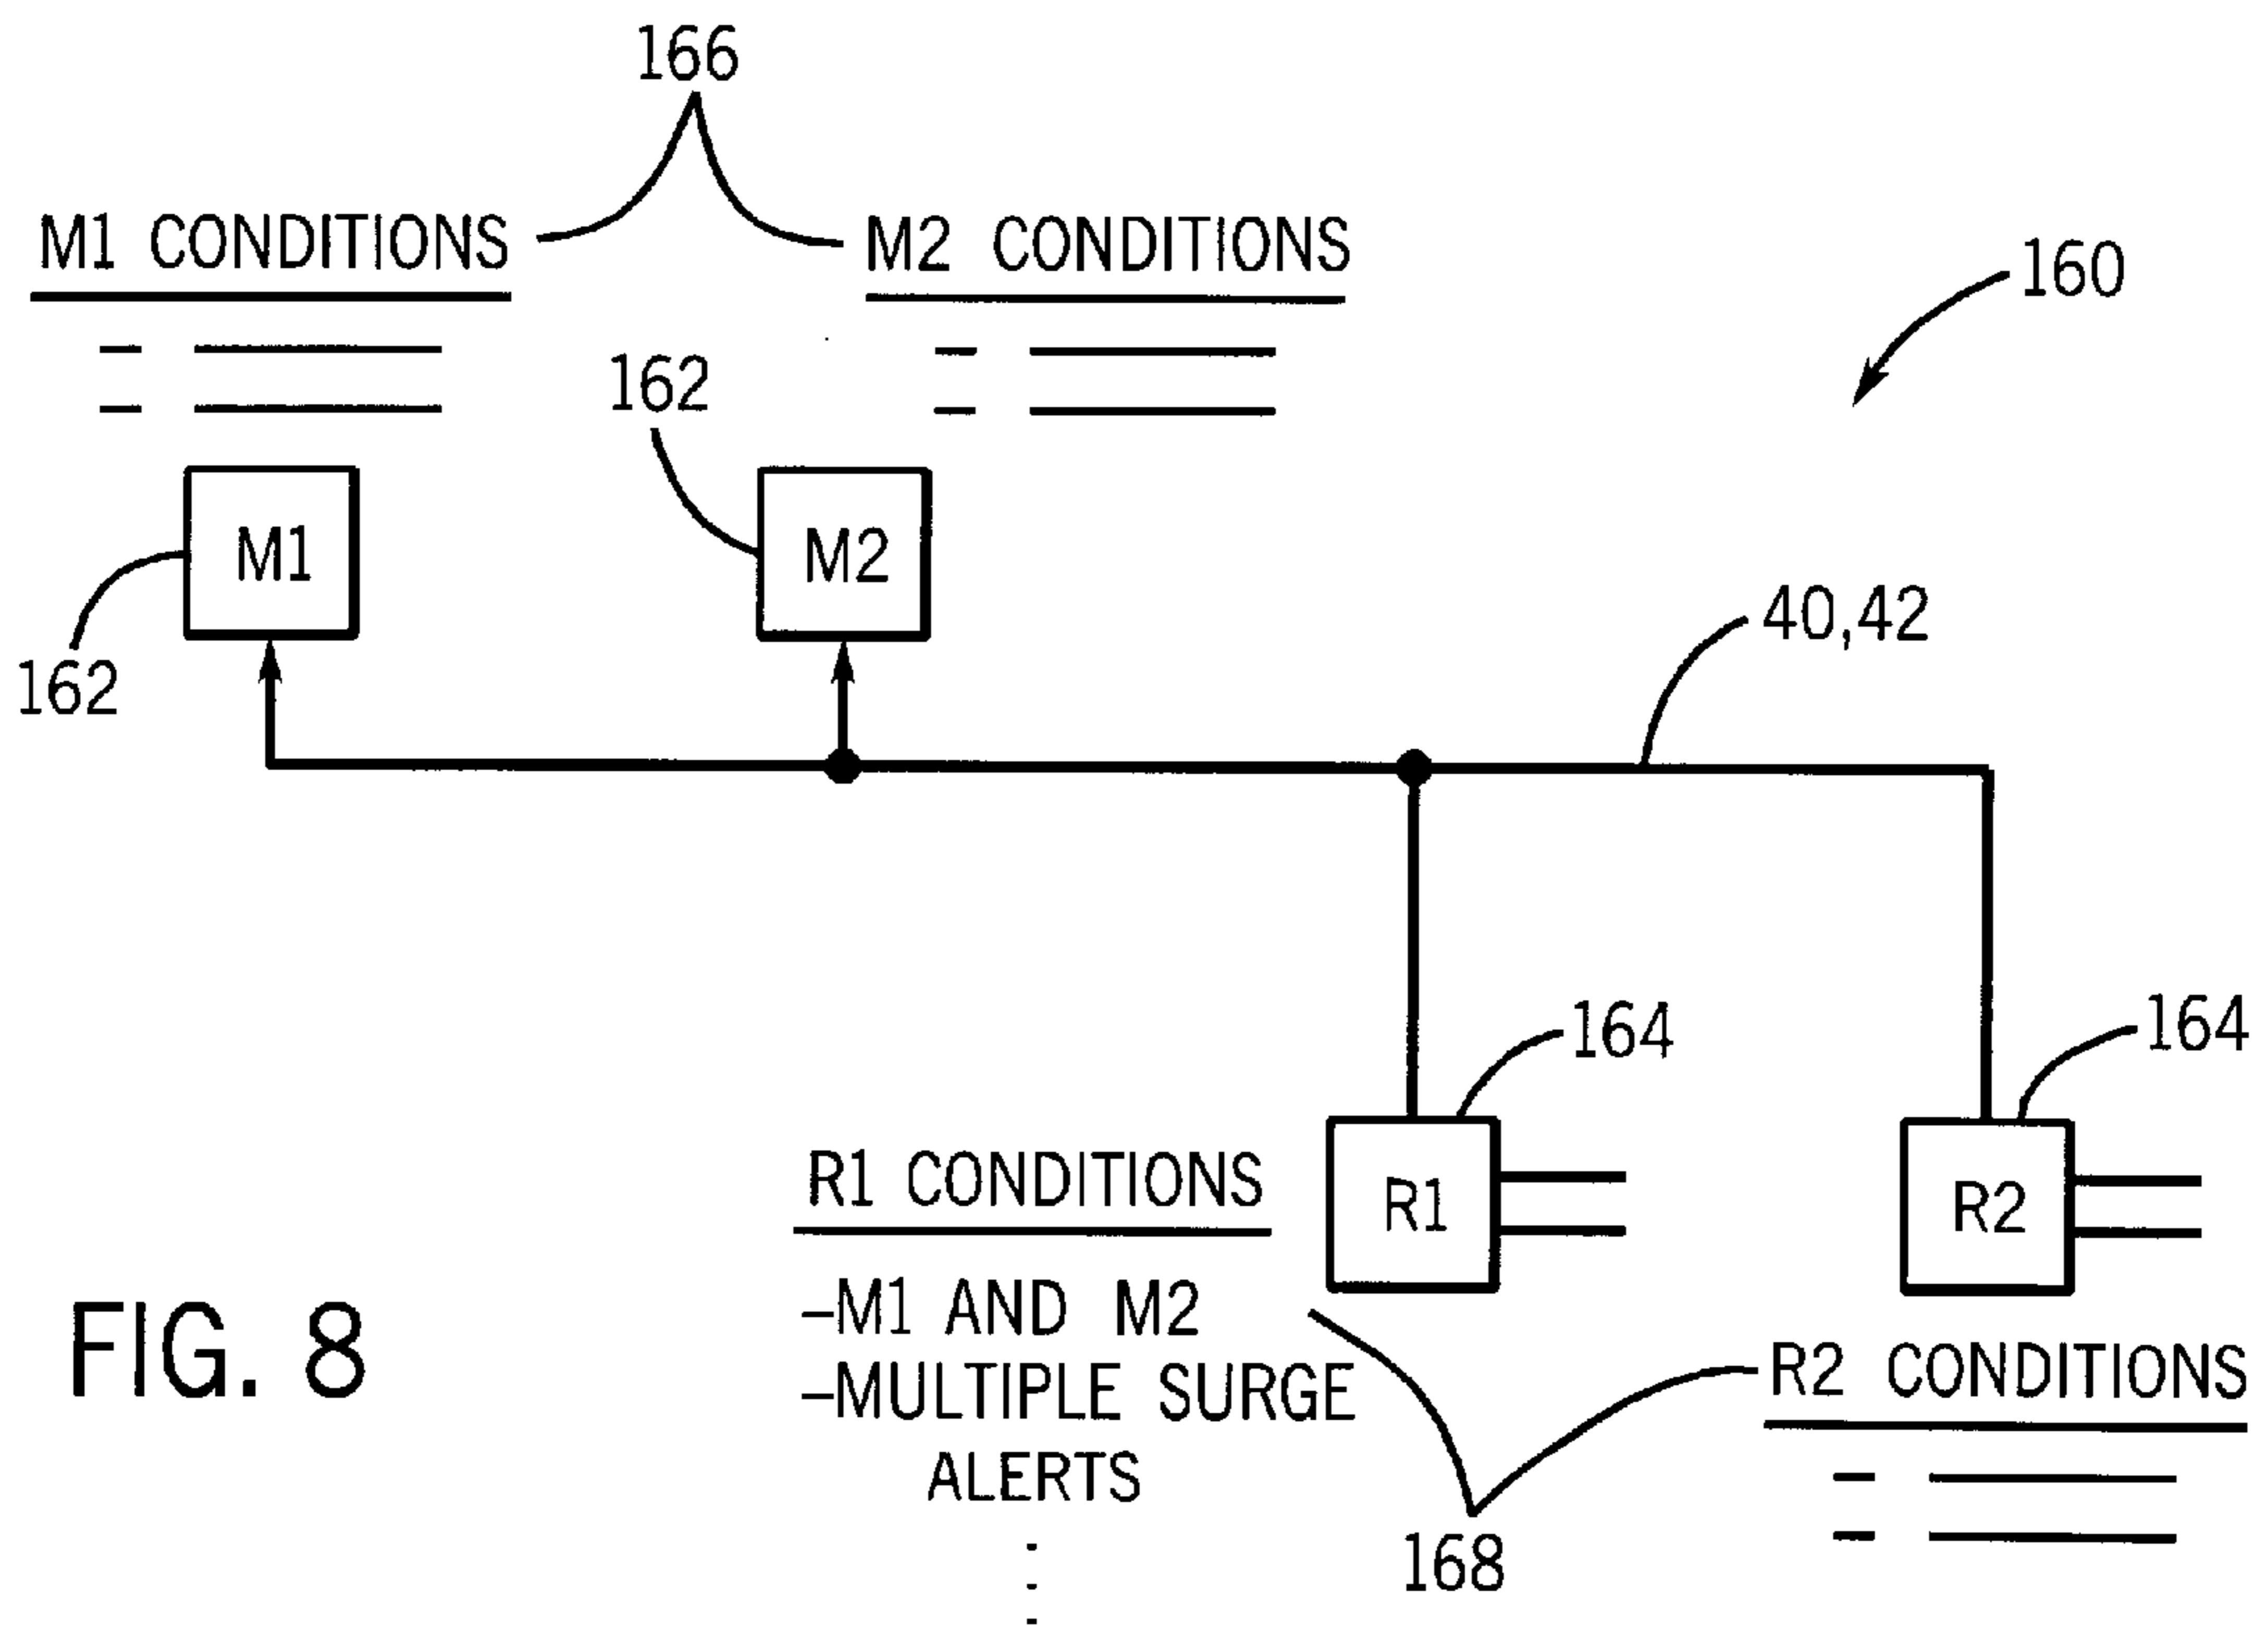 166
M1 CONDITIONS
M2 CONDITIONS
160
162
M1
M2
162
40,42
164
164
R1 CONDITIONS
R1
R2
–M1 AND M2
–MULTIPLE SURGE
ALERTS
R2 CONDITIONS
168
FIG. 8